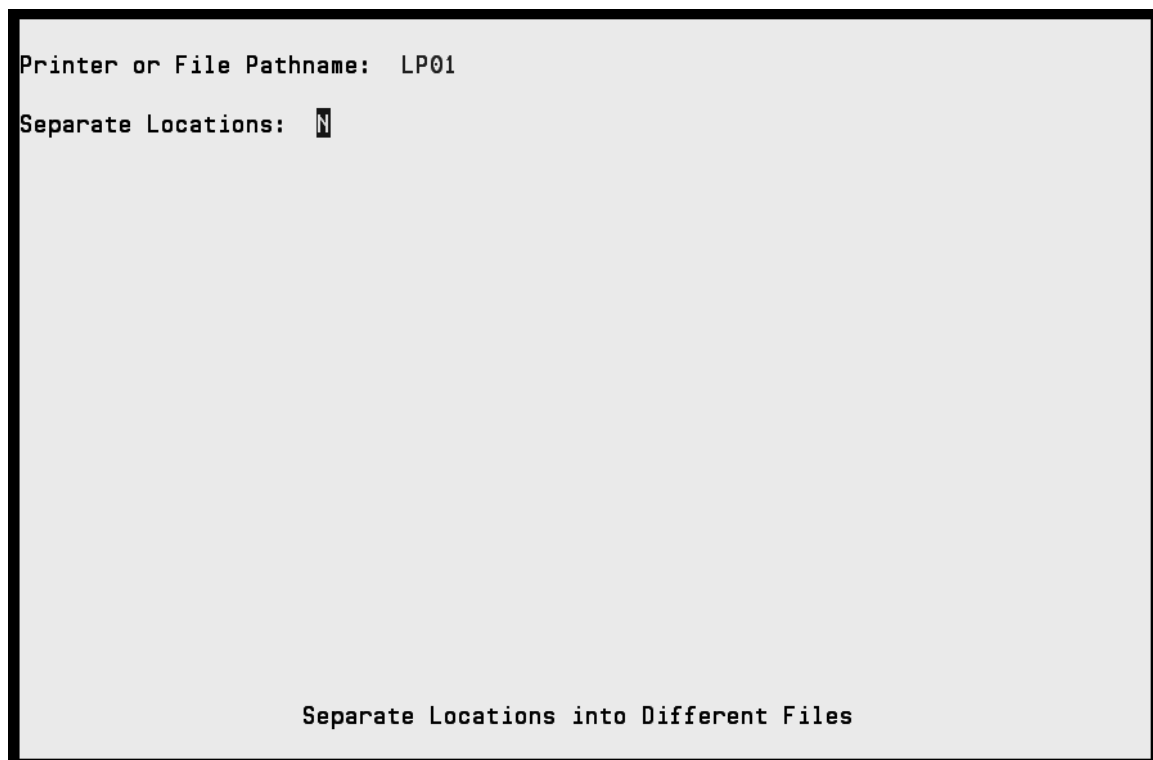 Printer or File Pathname:  LP01
Separate Locations:  N
Separate Locations into Different Files